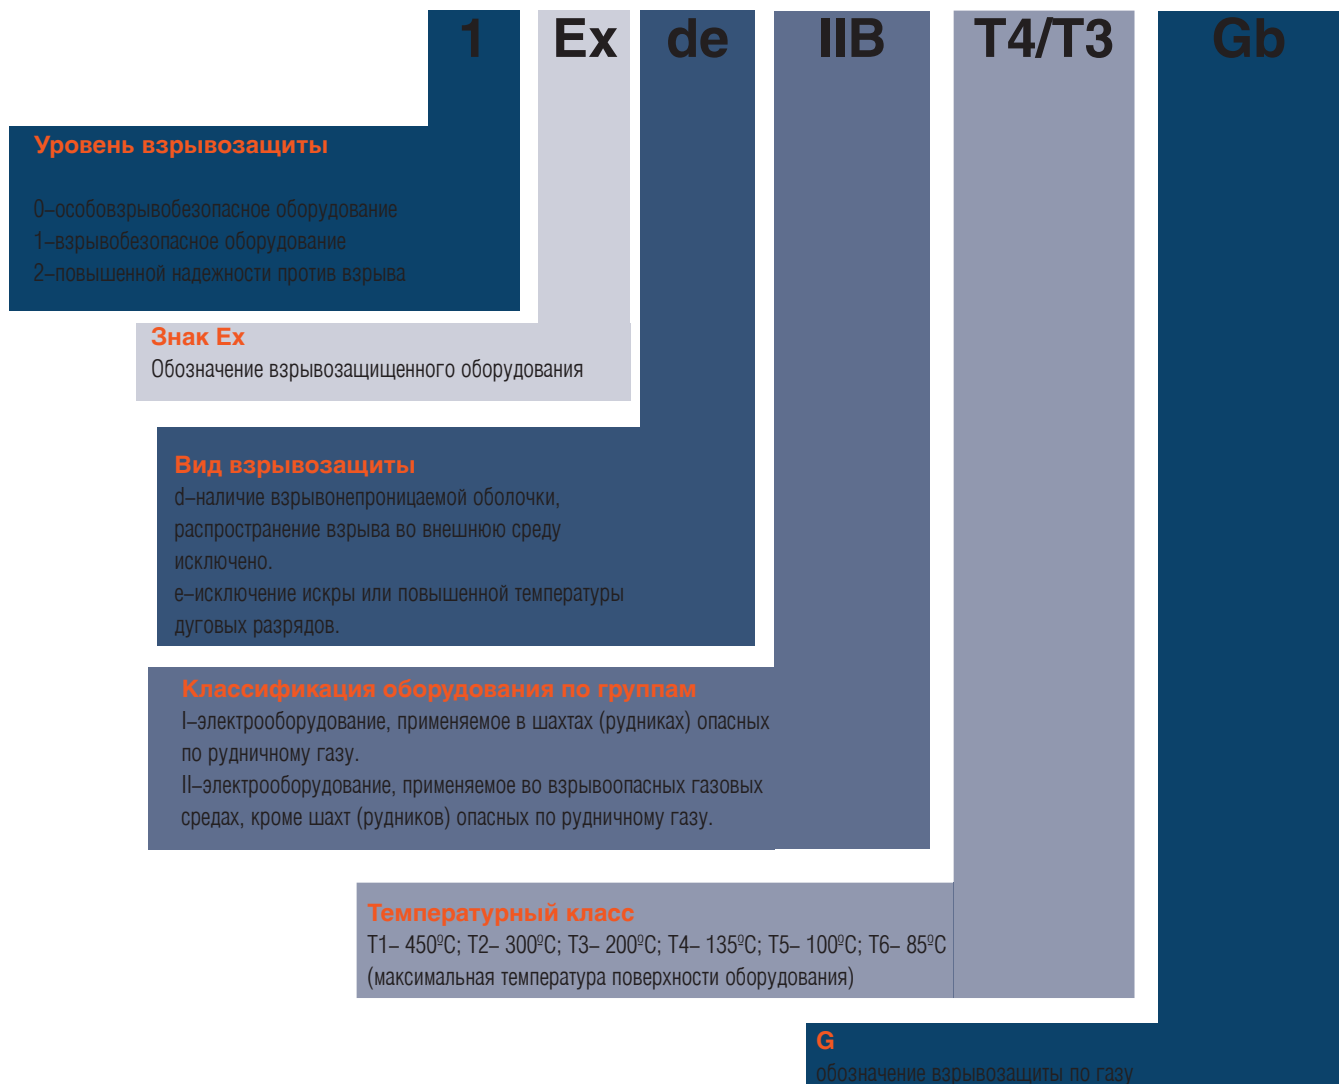 1 Ex de IIB T4/T3 Gb
Уровень взрывозащиты
0–особовзрывобезопасное оборудование
1–взрывобезопасное оборудование
2–повышенной надежности против взрыва
Знак Ex
Обозначение взрывозащищенного оборудования
Вид взрывозащиты
d–наличие взрывонепроницаемой оболочки,
распространение взрыва во внешнюю среду
исключено.
е–исключение искры или повышенной температуры
дуговых разрядов.
Классификация оборудования по группам
I–электрооборудование, применяемое в шахтах (рудниках) опасных
по рудничному газу.
II–электрооборудование, применяемое во взрывоопасных газовых
средах, кроме шахт (рудников) опасных по рудничному газу.
Температурный класс
T1– 450ºC; T2– 300ºC; T3– 200ºC; T4– 135ºC; T5– 100ºC; T6– 85ºC
(максимальная температура поверхности оборудования)
G
обозначение взрывозащиты по газу